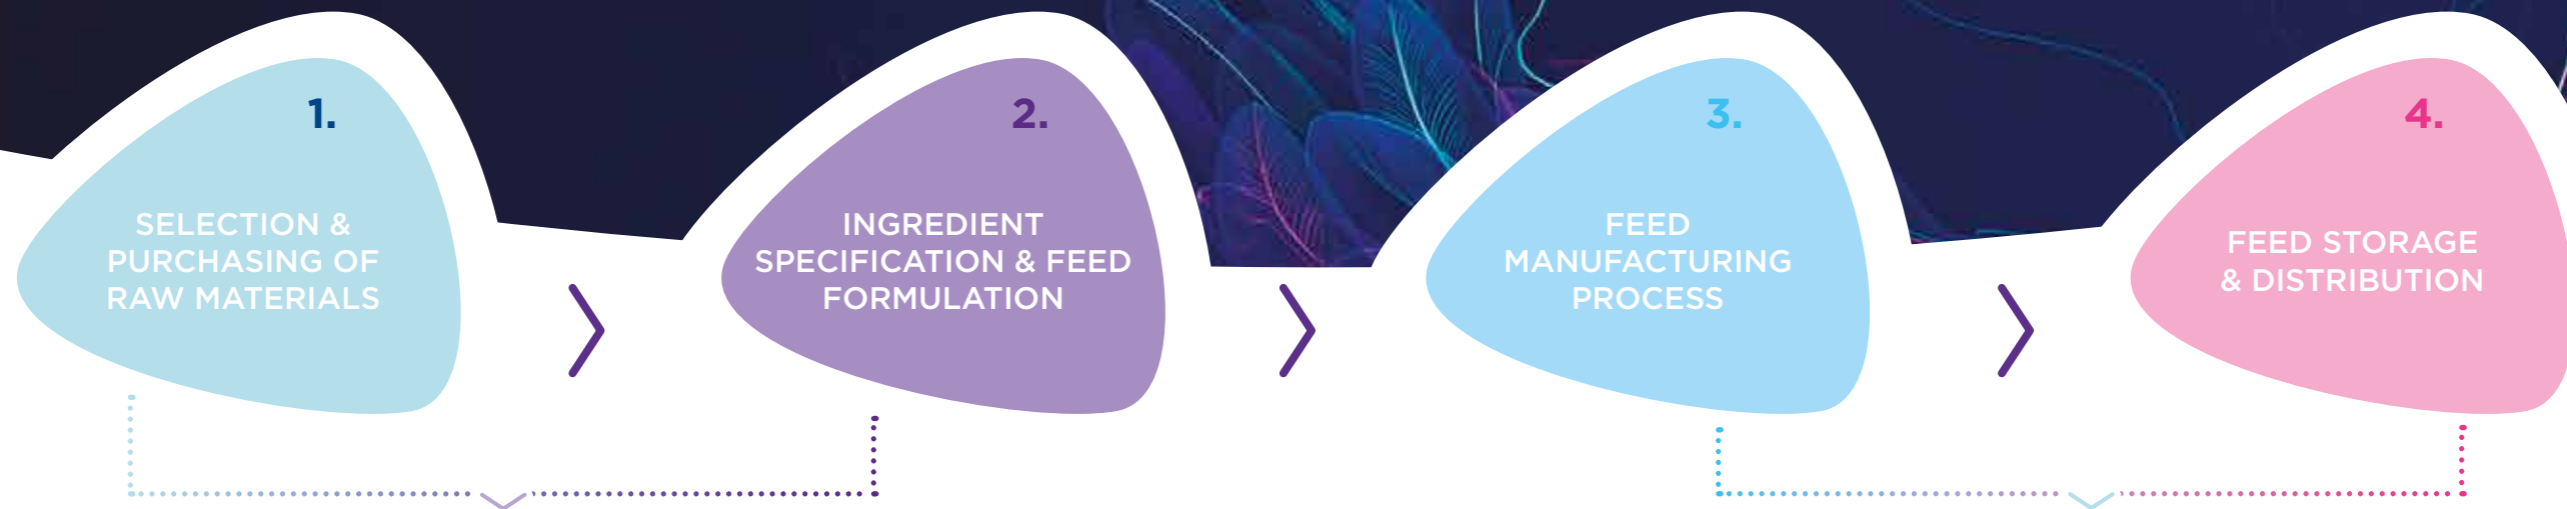 1.
SELECTION &
PURCHASING OF
RAW MATERIALS
2.
INGREDIENT
SPECIFICATION & FEED
FORMULATION
3.
FEED
MANUFACTURING
PROCESS
4.
FEED STORAGE
& DISTRIBUTION